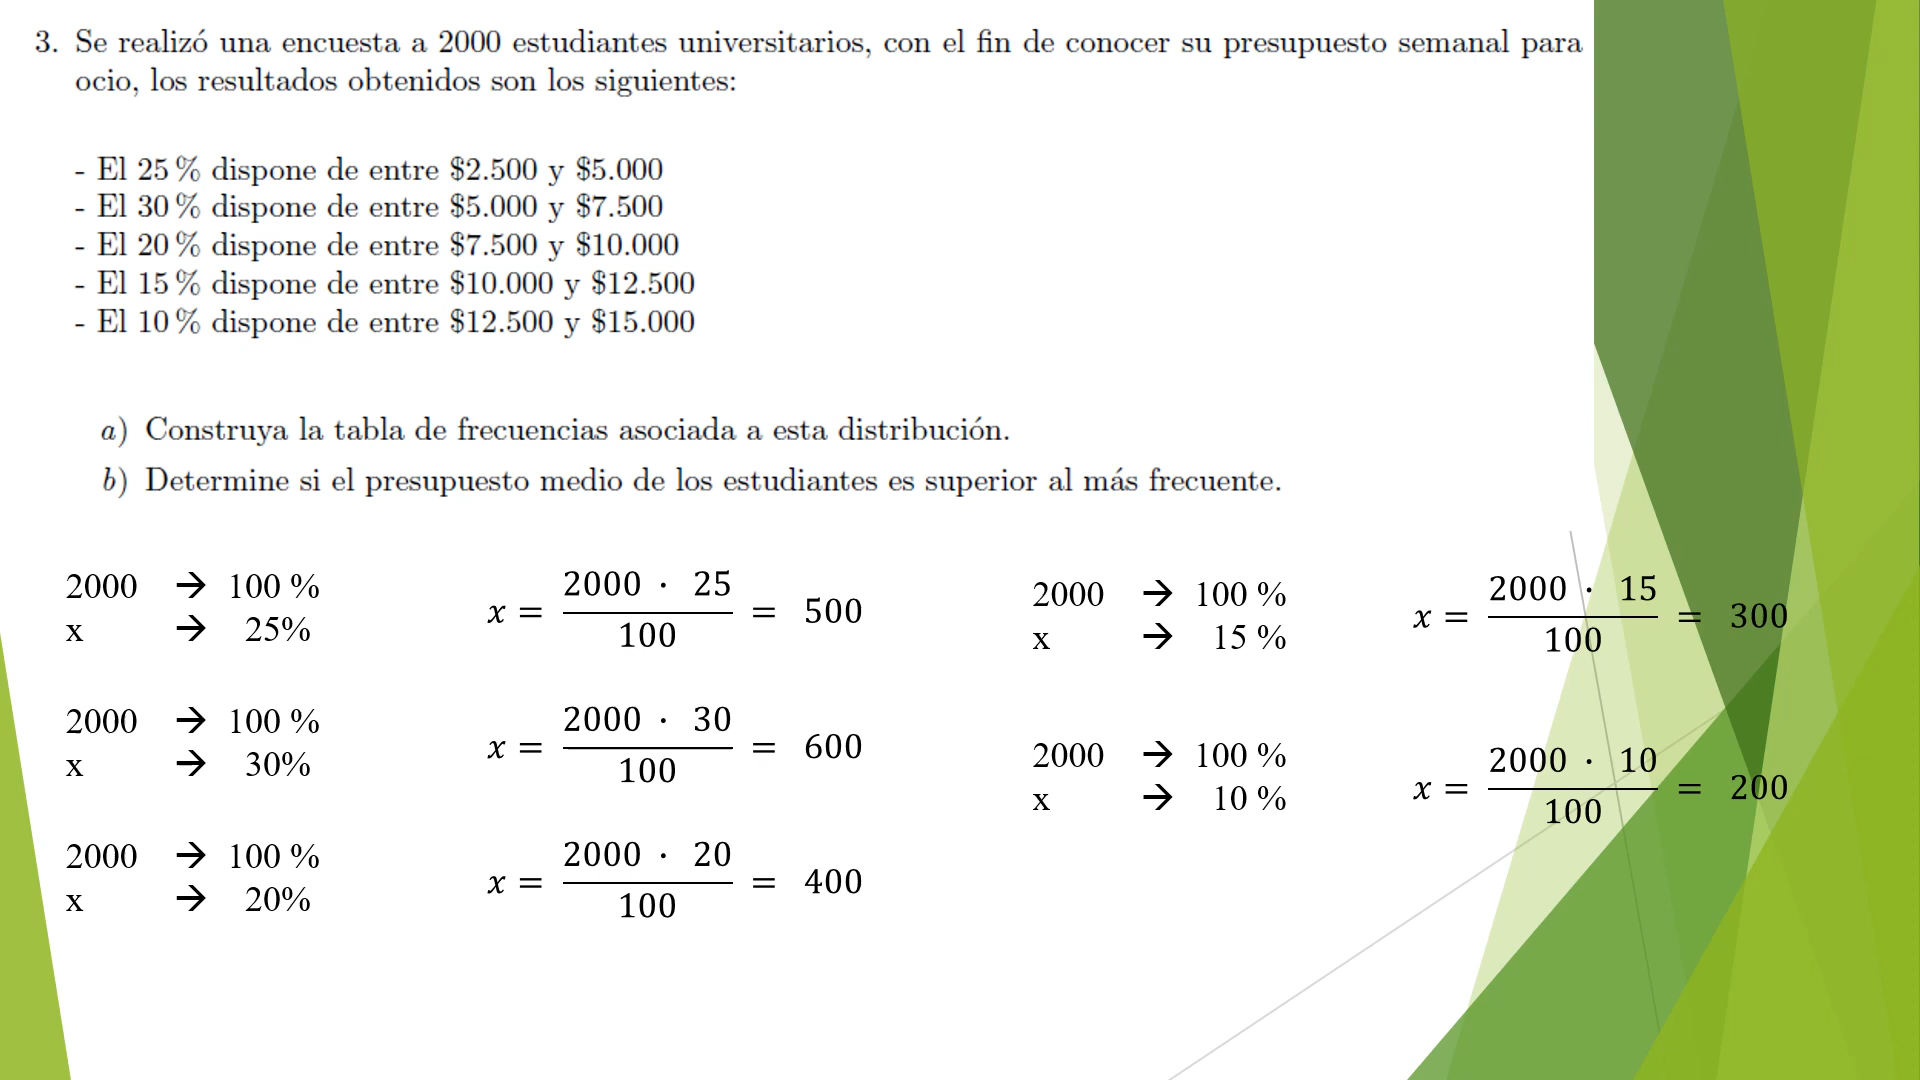 3. Se realizó una encuesta a 2000 estudiantes universitarios, con el fin de conocer su presupuesto semanal para
ocio, los resultados obtenidos son los siguientes:
- El 25 % dispone de entre $2.500 y $5.000
- El 30 % dispone de entre $5.000 y $7.500
- El 20 % dispone de entre $7.500 y $10.000
- El 15 % dispone de entre $10.000 y $12.500
- El 10 % dispone de entre $12.500 y $15.000
a) Construya la tabla de frecuencias asociada a esta distribución.
b) Determine si el presupuesto medio de los estudiantes es superior al más frecuente.
2000 → 100 %
x → 25%
x = (2000 · 25)/100 = 500
2000 → 100 %
x → 30%
x = (2000 · 30)/100 = 600
2000 → 100 %
x → 20%
x = (2000 · 20)/100 = 400
2000 → 100 %
x → 15 %
x = (2000 · 15)/100 = 300
2000 → 100 %
x → 10 %
x = (2000 · 10)/100 = 200